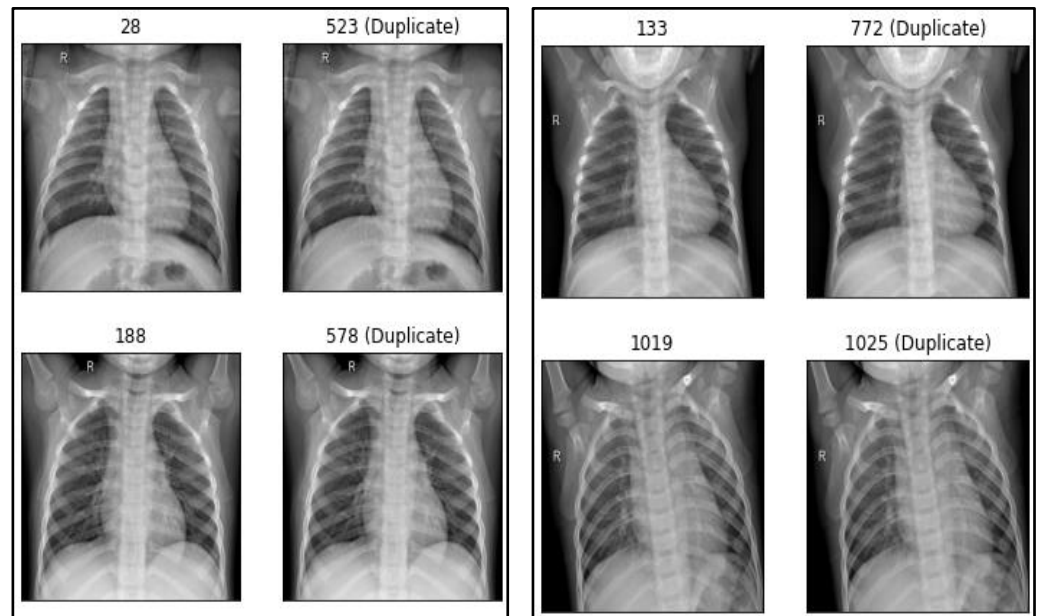 28
523 (Duplicate)
R
R
188
578 (Duplicate)
R
R
133
772 (Duplicate)
R
R
1019
1025 (Duplicate)
R
R